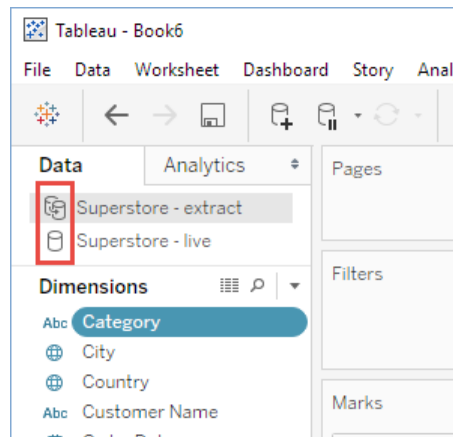 Tableau - Book6
File Data Worksheet Dashboard Story Anal
Data Analytics Pages
Superstore - extract
Superstore - live
Dimensions Filters
Abc Category
City
Country
Abc Customer Name Marks